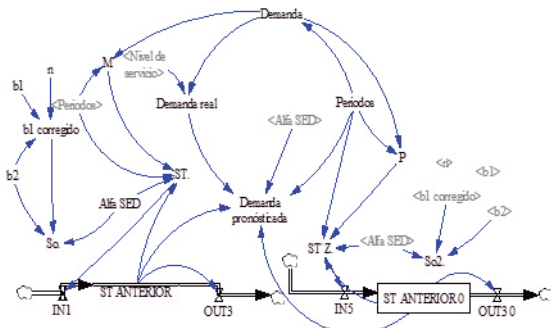 Demanda
<Nivel de
servicio>
n
M
b1
<Periodos>
Demanda real
Periodos
<Alfa SED>
b1 corregido
P
<n>
<b1>
b2
ST.
<b1 corregido>
Alfa SED
Demanda
pronósticada
<b2>
So.
ST Z.
<Alfa SED>
So2.
ST ANTERIOR
ST ANTERIOR 0
IN1
OUT3
IN5
OUT3 0